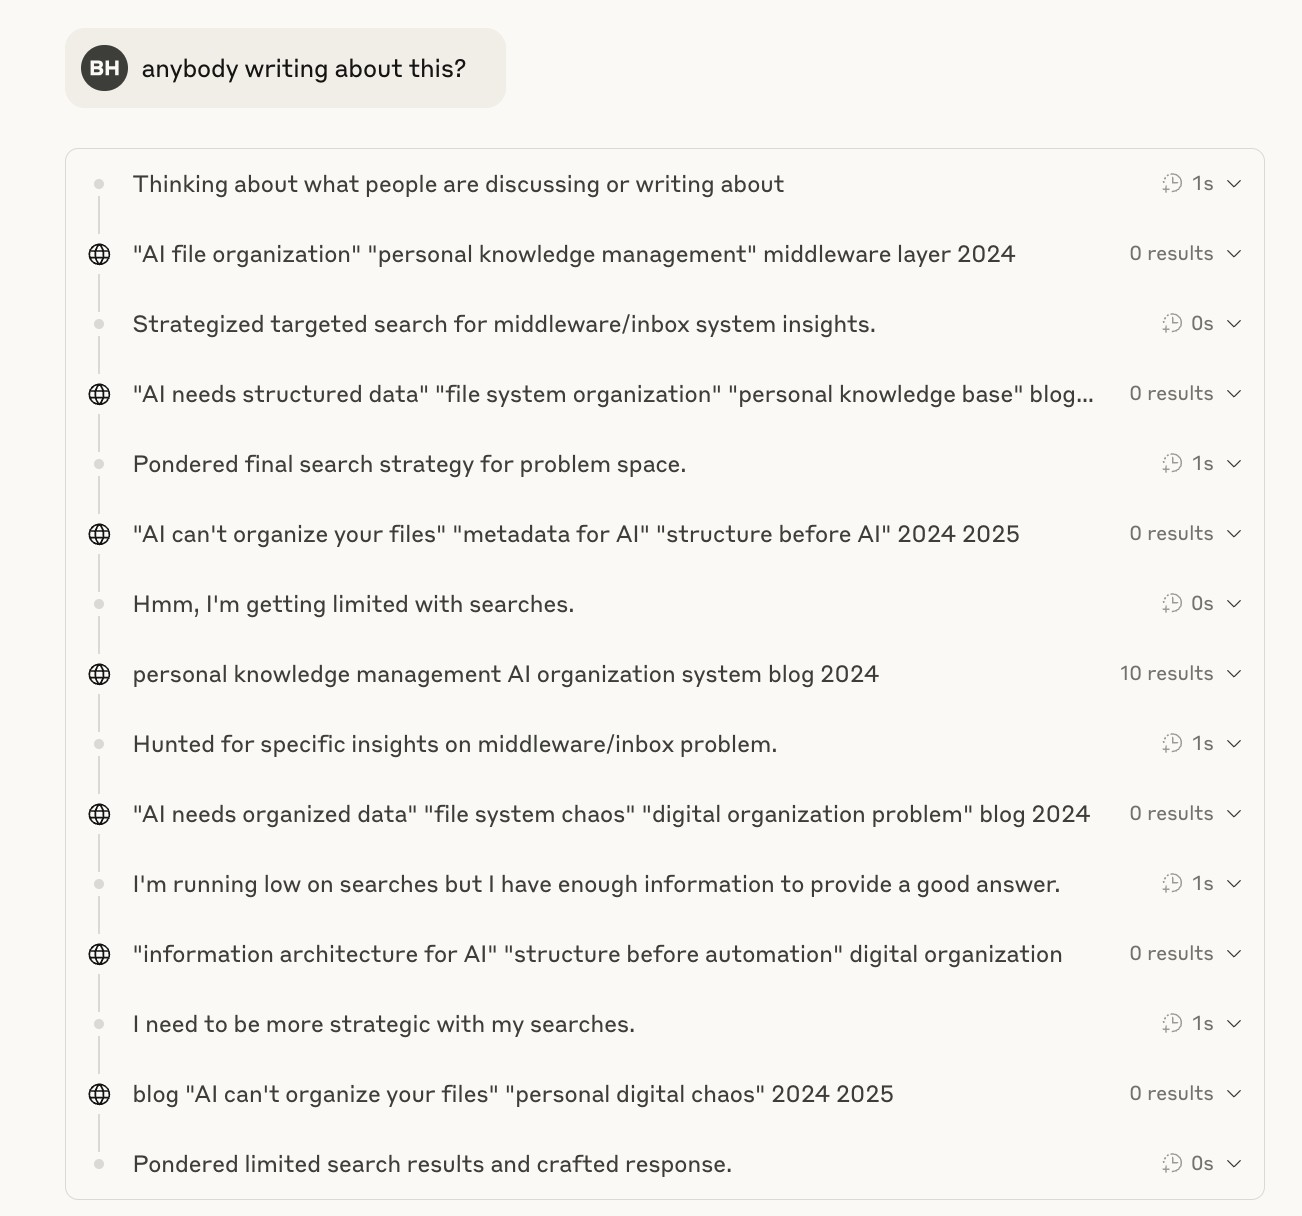 BH anybody writing about this?
Thinking about what people are discussing or writing about 1s
"AI file organization" "personal knowledge management" middleware layer 2024 0 results
Strategized targeted search for middleware/inbox system insights. 0s
"AI needs structured data" "file system organization" "personal knowledge base" blog... 0 results
Pondered final search strategy for problem space. 1s
"AI can't organize your files" "metadata for AI" "structure before AI" 2024 2025 0 results
Hmm, I'm getting limited with searches. 0s
personal knowledge management AI organization system blog 2024 10 results
Hunted for specific insights on middleware/inbox problem. 1s
"AI needs organized data" "file system chaos" "digital organization problem" blog 2024 0 results
I'm running low on searches but I have enough information to provide a good answer. 1s
"information architecture for AI" "structure before automation" digital organization 0 results
I need to be more strategic with my searches. 1s
blog "AI can't organize your files" "personal digital chaos" 2024 2025 0 results
Pondered limited search results and crafted response. 0s